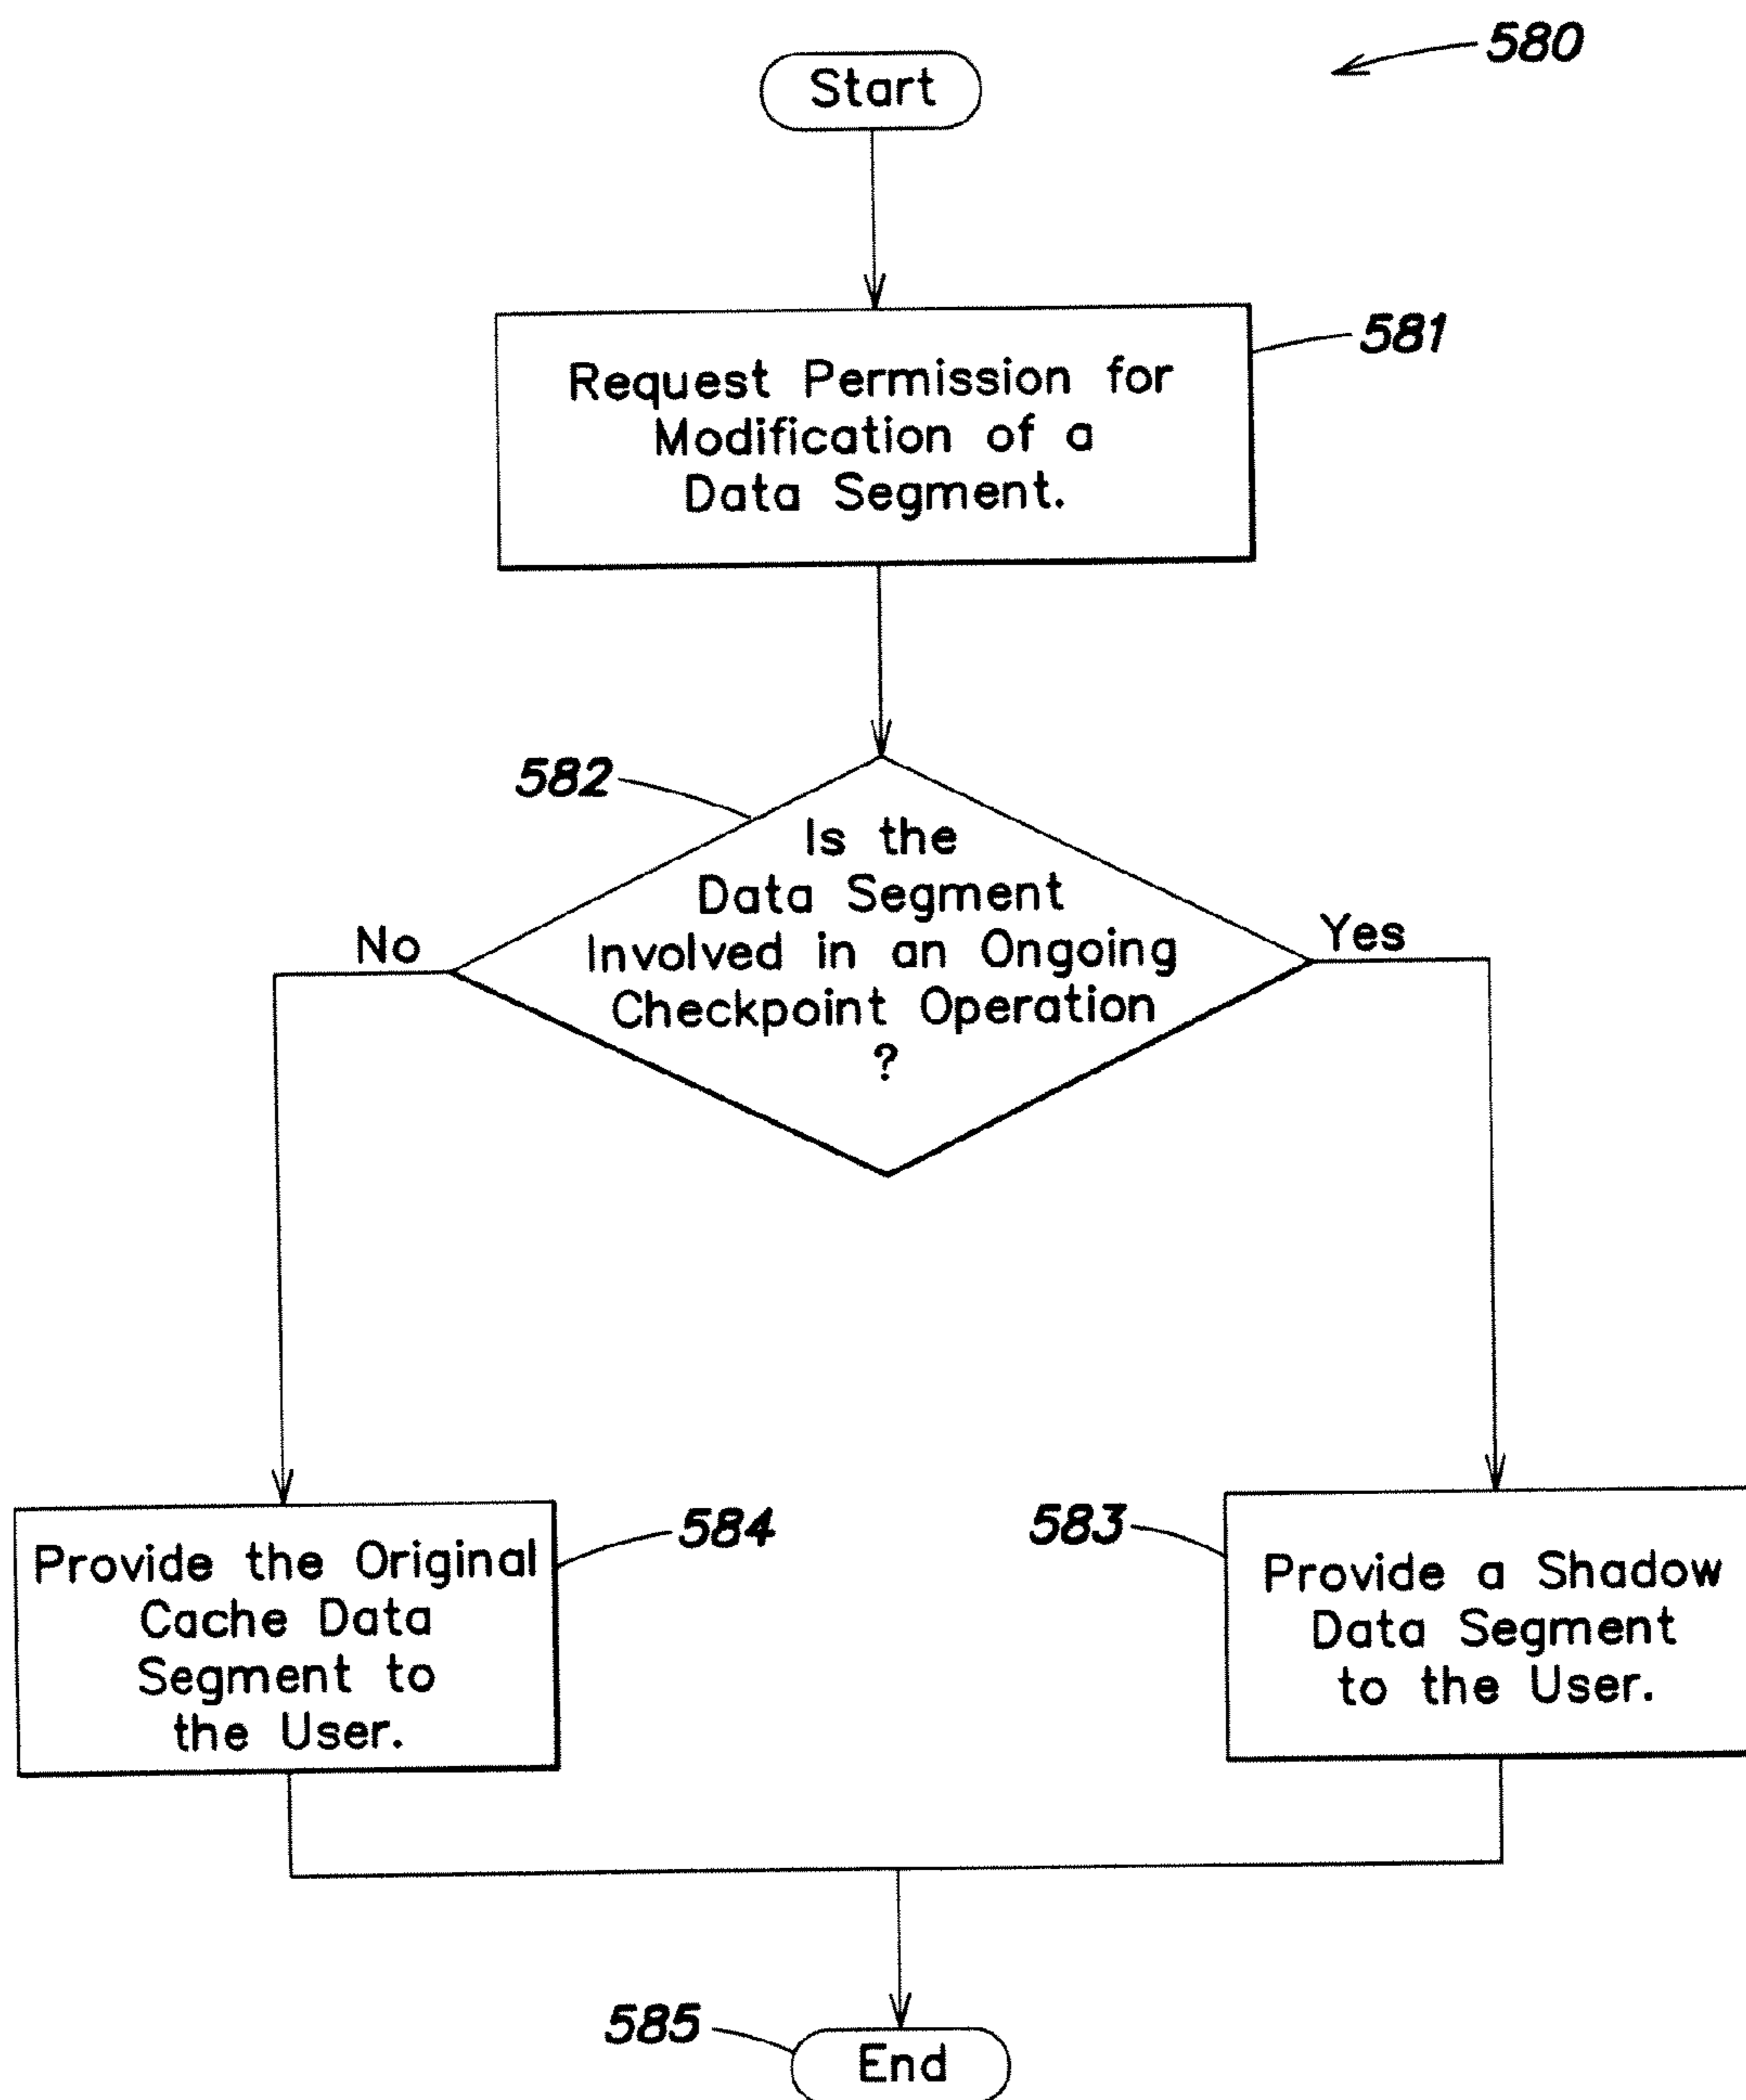 580
Start
581
Request Permission for
Modification of a
Data Segment.
582
Is the
Data Segment
Involved in an Ongoing
Checkpoint Operation
?
No
Yes
584
Provide the Original
Cache Data
Segment to
the User.
583
Provide a Shadow
Data Segment
to the User.
585
End